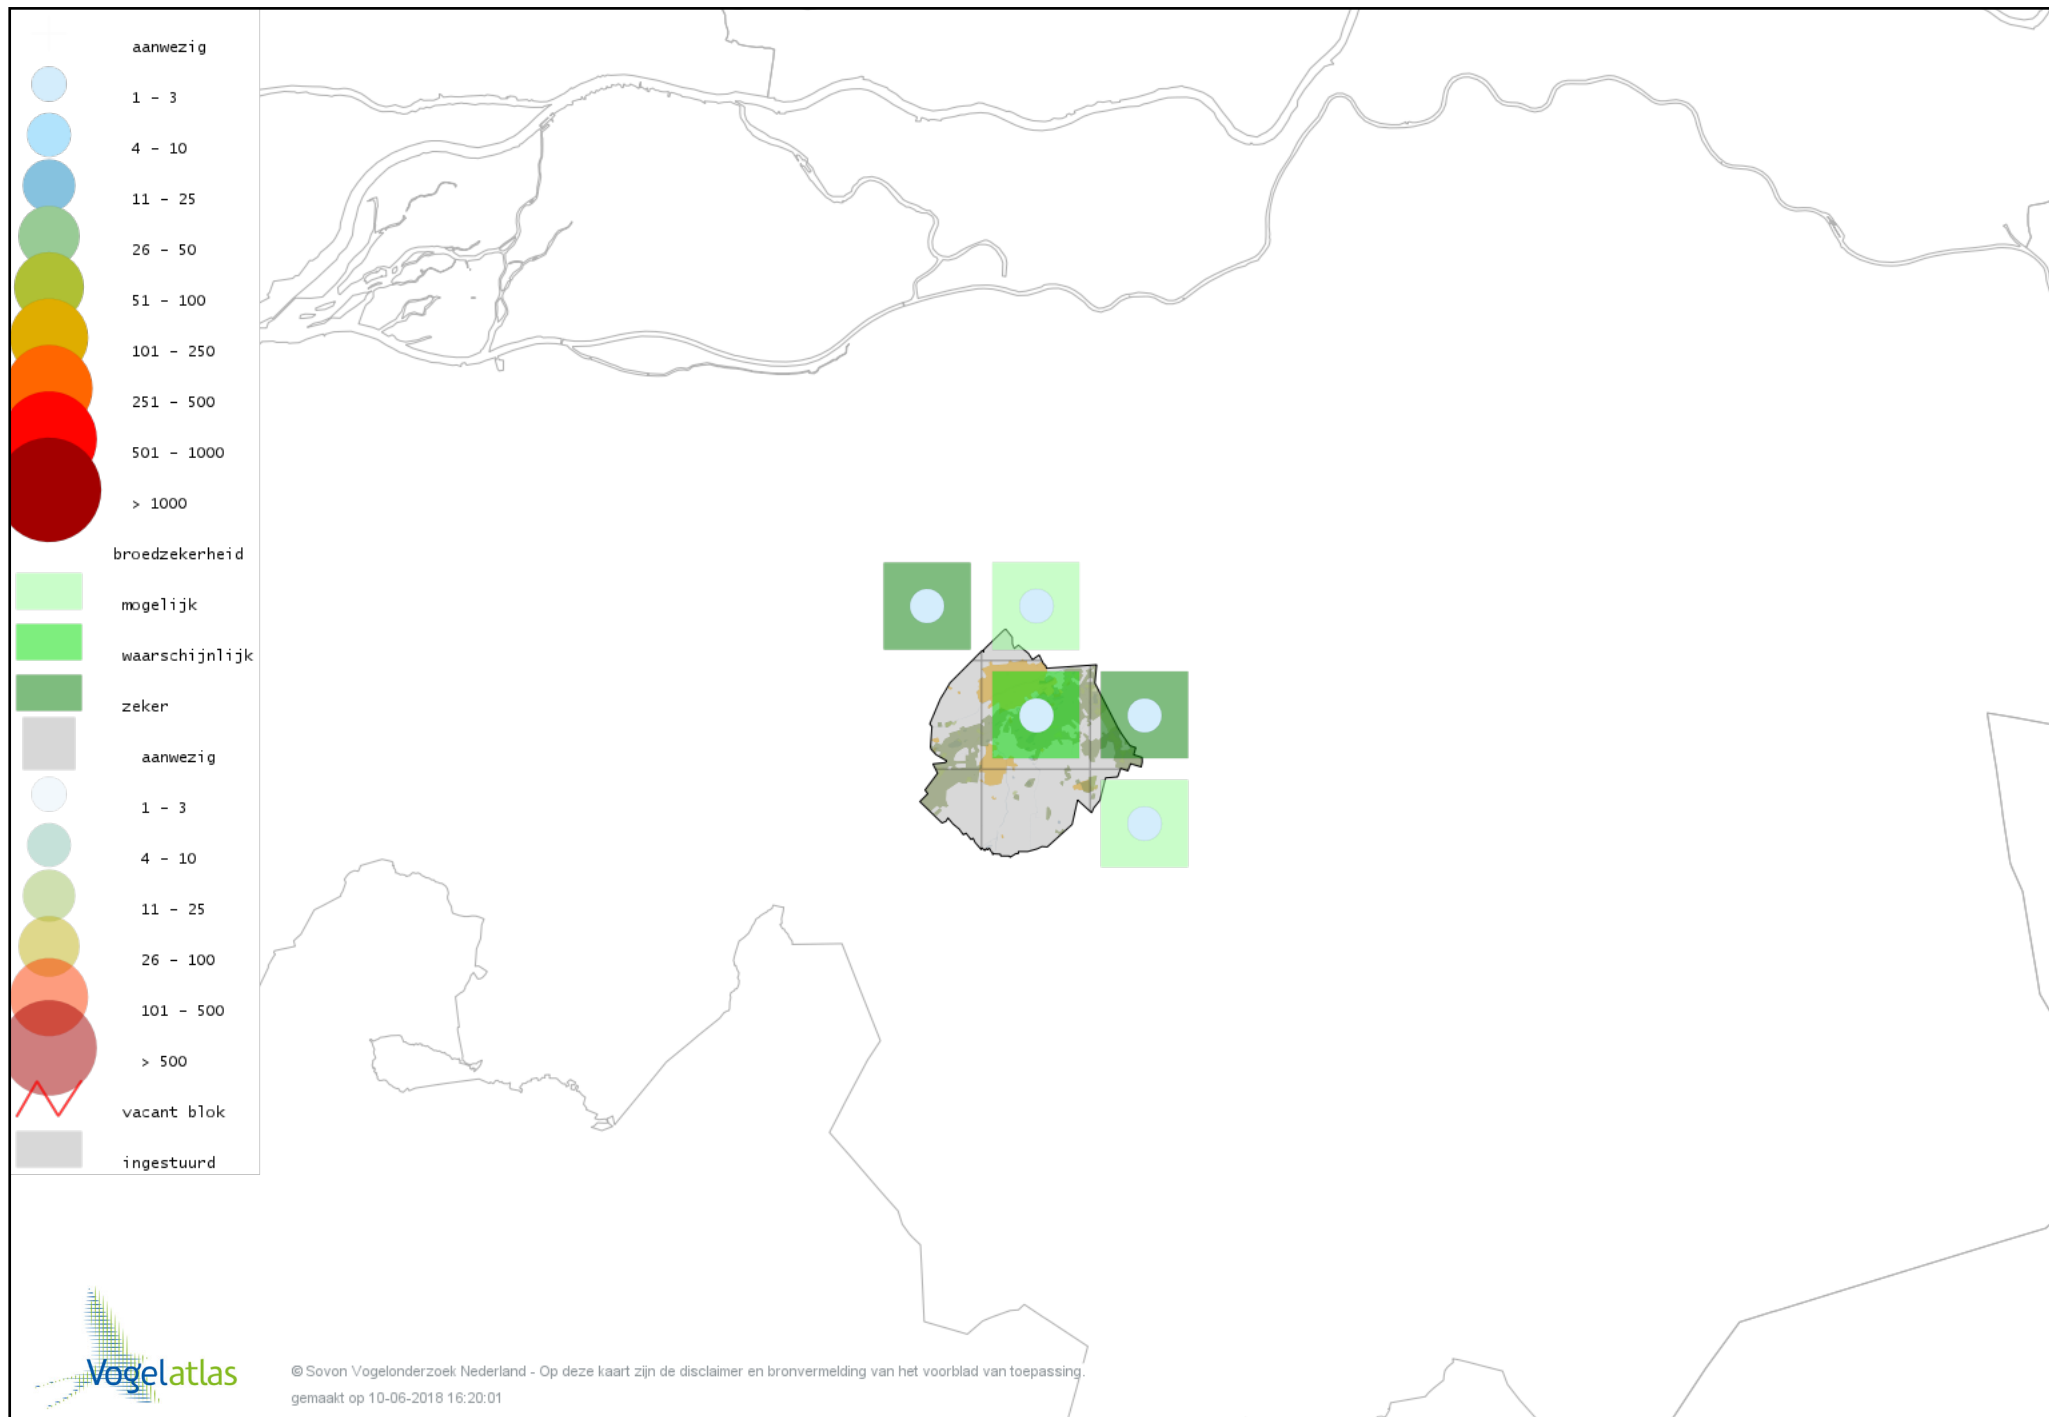 aanwezig
1 - 3
4 - 10
11 - 25
26 - 50
51 - 100
101 - 250
251 - 500
501 - 1000
> 1000
broedzekerheid
mogelijk
waarschijnlijk
zeker
aanwezig
1 - 3
4 - 10
11 - 25
26 - 100
101 - 500
> 500
vacant blok
ingestuurd
Vogelatlas
© Sovon Vogelonderzoek Nederland - Op deze kaart zijn de disclaimer en bronvermelding van het voorblad van toepassing.
gemaakt op 10-06-2018 16:20:01